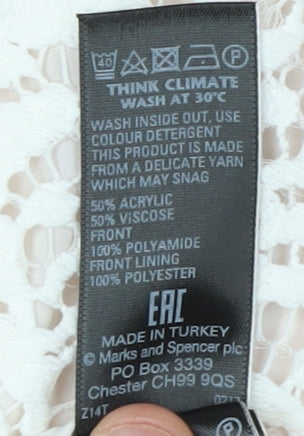 40 P
THINK CLIMATE
WASH AT 30°C
WASH INSIDE OUT, USE
COLOUR DETERGENT
THIS PRODUCT IS MADE
FROM A DELICATE YARN
WHICH MAY SNAG
50% ACRYLIC
50% VISCOSE
FRONT
100% POLYAMIDE
FRONT LINING
100% POLYESTER
EAC
MADE IN TURKEY
© Marks and Spencer plc
PO Box 3339
Chester CH99 9QS
Z14T
P